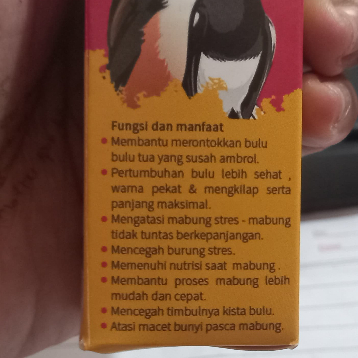 Fungsi dan manfaat
• Membantu merontokkan bulu
bulu tua yang susah ambrol.
• Pertumbuhan bulu lebih sehat ,
warna pekat & mengkilap serta
panjang maksimal.
• Mengatasi mabung stres - mabung
tidak tuntas berkepanjangan.
• Mencegah burung stres.
• Memenuhi nutrisi saat mabung .
• Membantu proses mabung lebih
mudah dan cepat.
• Mencegah timbulnya kista bulu.
• Atasi macet bunyi pasca mabung.